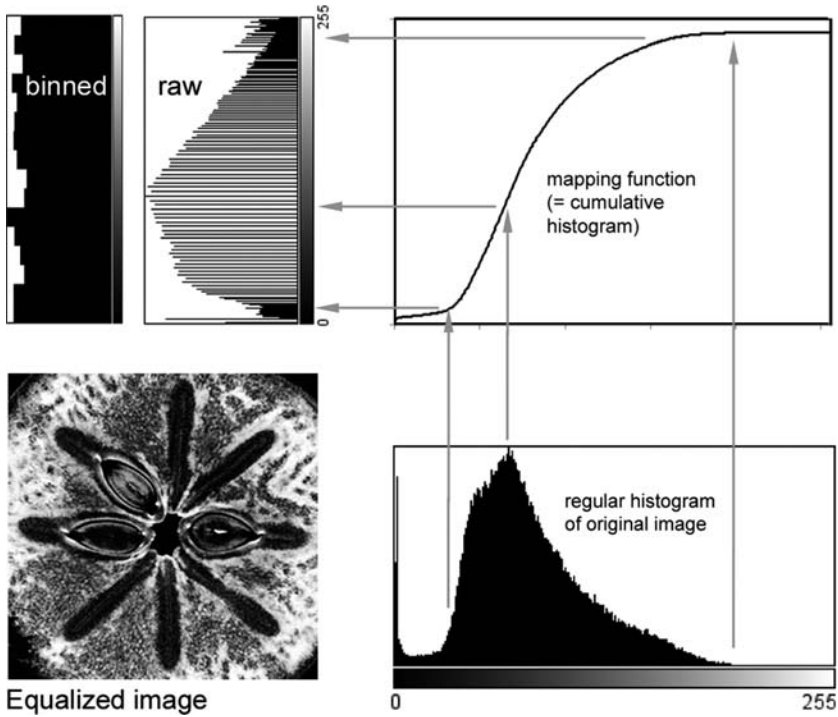 binned
raw
255
0
mapping function
(= cumulative
histogram)
regular histogram
of original image
Equalized image
0
255